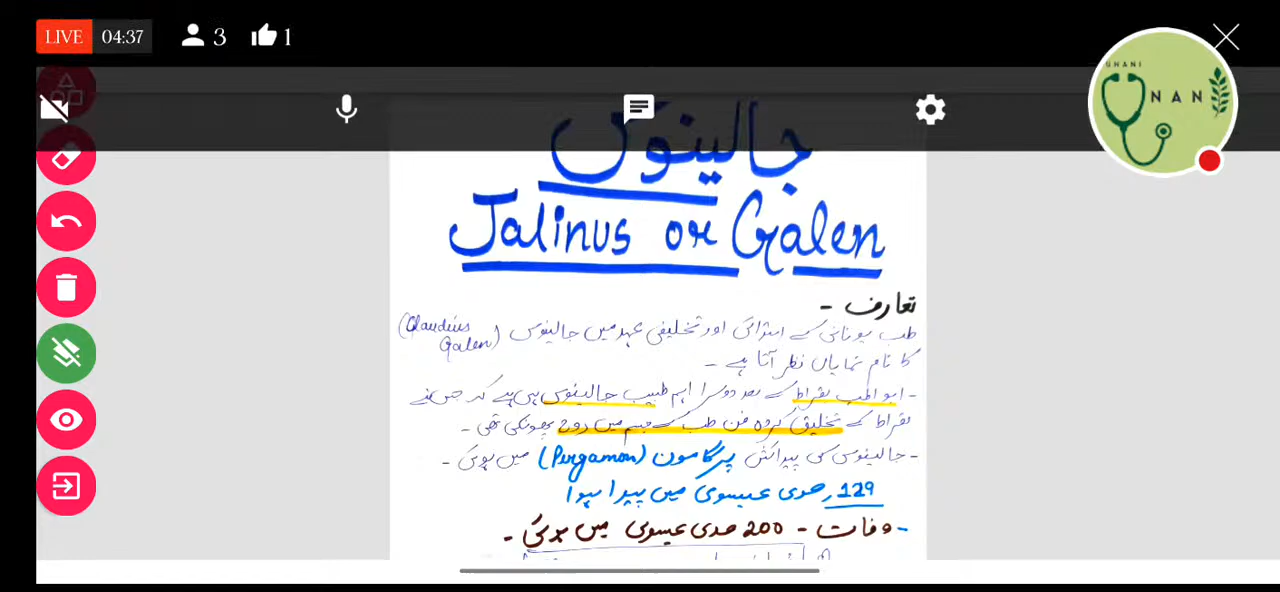 LIVE 04:37 3 1
UNANI
NAN
جالینوس
Jalinus or Galen
تعارف -
طب یونانی کے ابتدائی اور تخلیقی عہد میں جالینوس (Claudius Galen)
کا نام نمایاں نظر آتا ہے -
- ابو الطب بقراط کے بعد دوسرا اہم طبیب جالینوس ہی ہے کہ جس نے
بقراط کے تخلیق کردہ فن طب کے جسم میں روح پھونکی تھی -
- جالینوس کی پیدائش پرگامون (Pergamon) میں ہوئی -
129 صدی عیسوی میں پیدا ہوا
- وفات - 200 صدی عیسوی میں ہوئی -